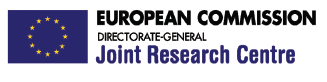 EUROPEAN COMMISSION
DIRECTORATE-GENERAL
Joint Research Centre